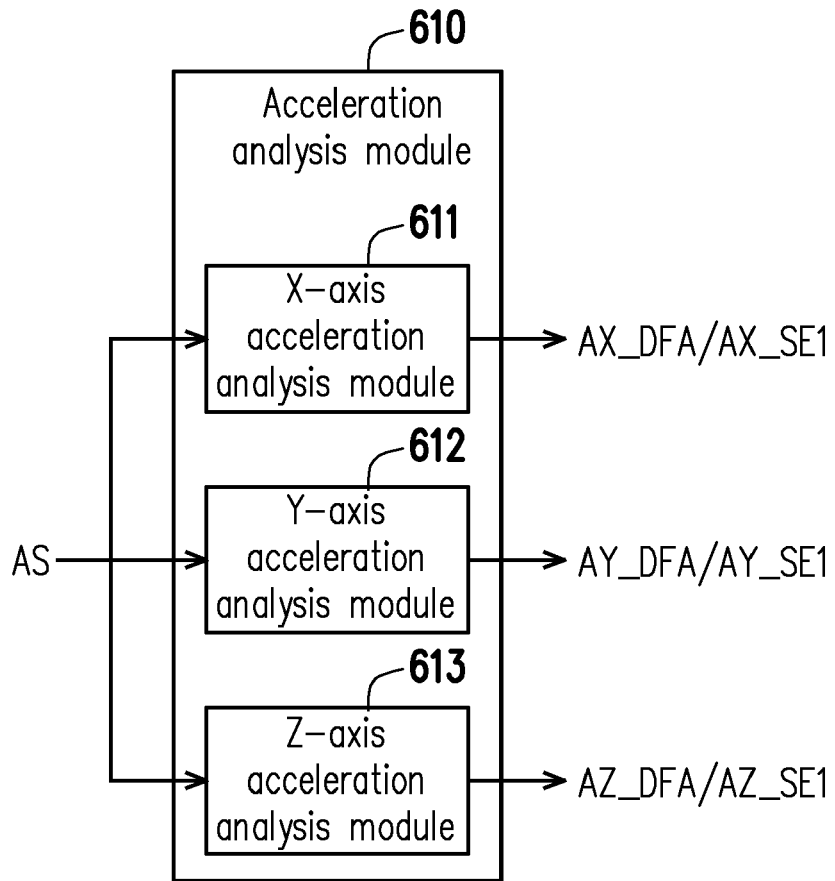 610
Acceleration
analysis module
611
X-axis
acceleration
analysis module
AX_DFA/AX_SE1
612
Y-axis
acceleration
analysis module
AS
AY_DFA/AY_SE1
613
Z-axis
acceleration
analysis module
AZ_DFA/AZ_SE1